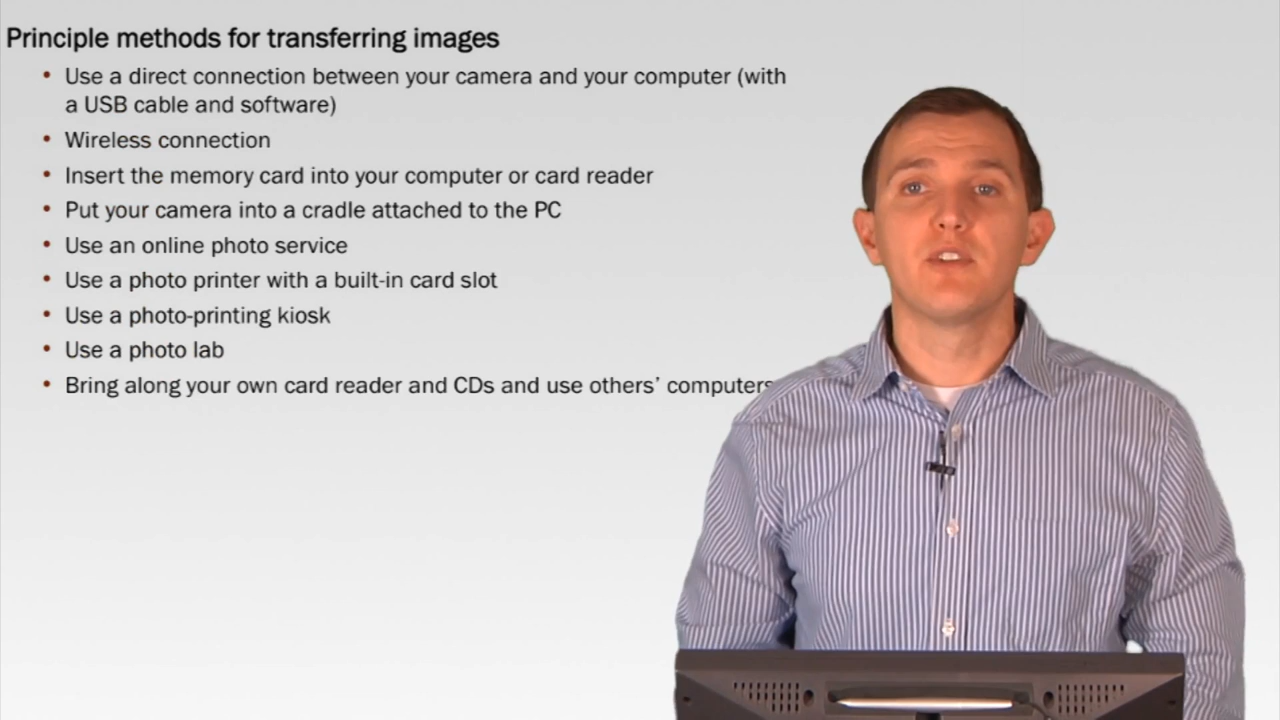 Principle methods for transferring images
• Use a direct connection between your camera and your computer (with
a USB cable and software)
• Wireless connection
• Insert the memory card into your computer or card reader
• Put your camera into a cradle attached to the PC
• Use an online photo service
• Use a photo printer with a built-in card slot
• Use a photo-printing kiosk
• Use a photo lab
• Bring along your own card reader and CDs and use others’ computers